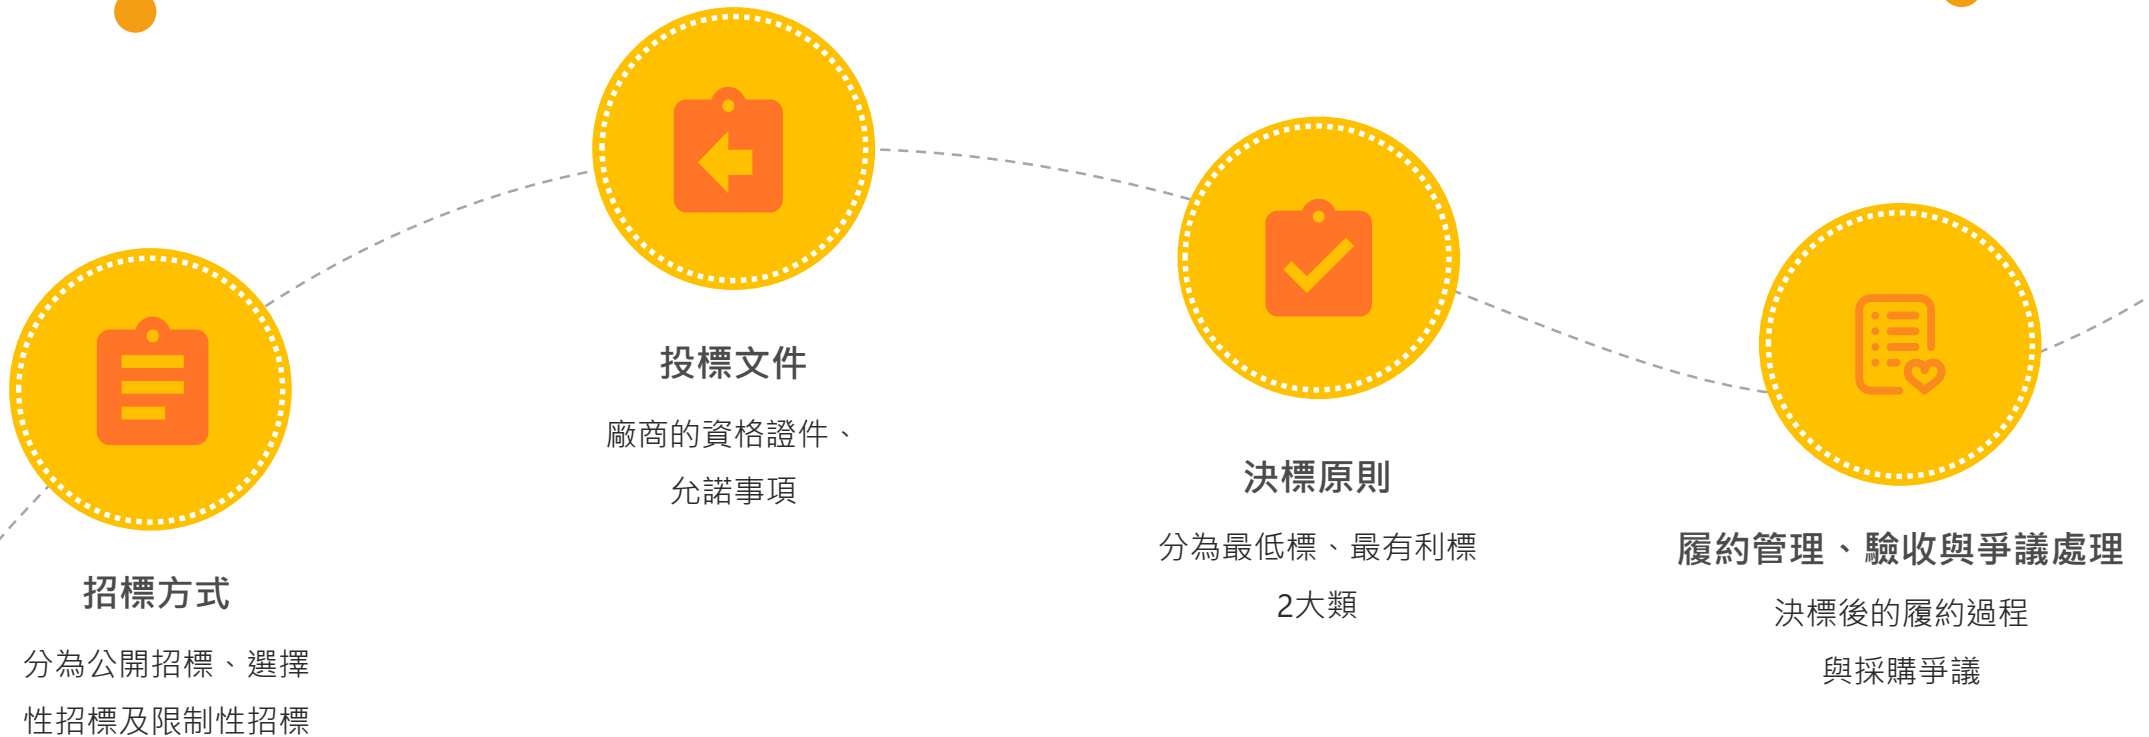 招標方式
分為公開招標、選擇
性招標及限制性招標
投標文件
廠商的資格證件、
允諾事項
決標原則
分為最低標、最有利標
2大類
履約管理、驗收與爭議處理
決標後的履約過程
與採購爭議